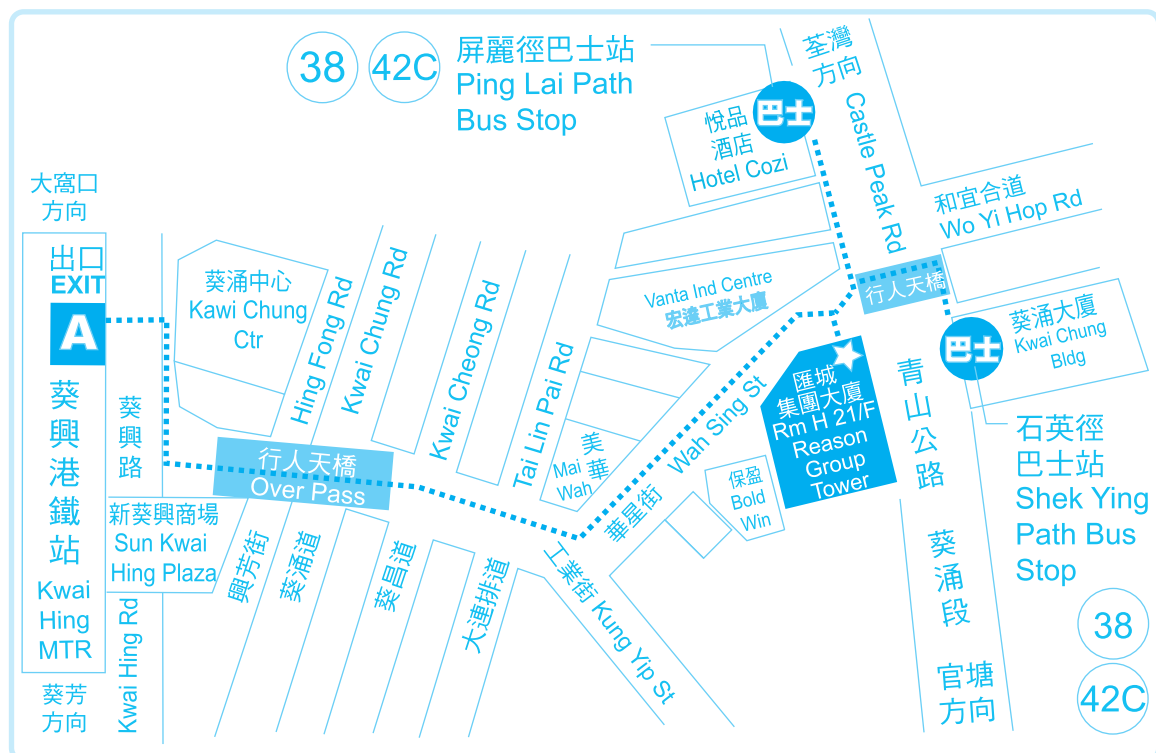 38
42C
屏麗徑巴士站
Ping Lai Path
Bus Stop
荃灣
方向
Castle Peak Rd
巴士
悅品
酒店
Hotel Cozi
和宜合道
Wo Yi Hop Rd
大窩口
方向
出口
EXIT
A
葵興港鐵站
Kwai
Hing
MTR
葵芳
方向
葵興路
Kwai Hing Rd
葵涌中心
Kawi Chung
Ctr
新葵興商場
Sun Kwai
Hing Plaza
Hing Fong Rd
Kwai Chung Rd
Kwai Cheong Rd
Tai Lin Pai Rd
行人天橋
Over Pass
興芳街
葵涌道
葵昌道
大連排道
工業街 Kung Yip St
美華
Mai
Wah
Vanta Ind Centre
宏達工業大廈
華星街
Wah Sing St
保盈
Bold
Win
匯城
集團大廈
Rm H 21/F
Reason
Group
Tower
行人天橋
巴士
葵涌大廈
Kwai Chung
Bldg
青山公路
葵涌段
官塘
方向
石英徑
巴士站
Shek Ying
Path Bus
Stop
38
42C